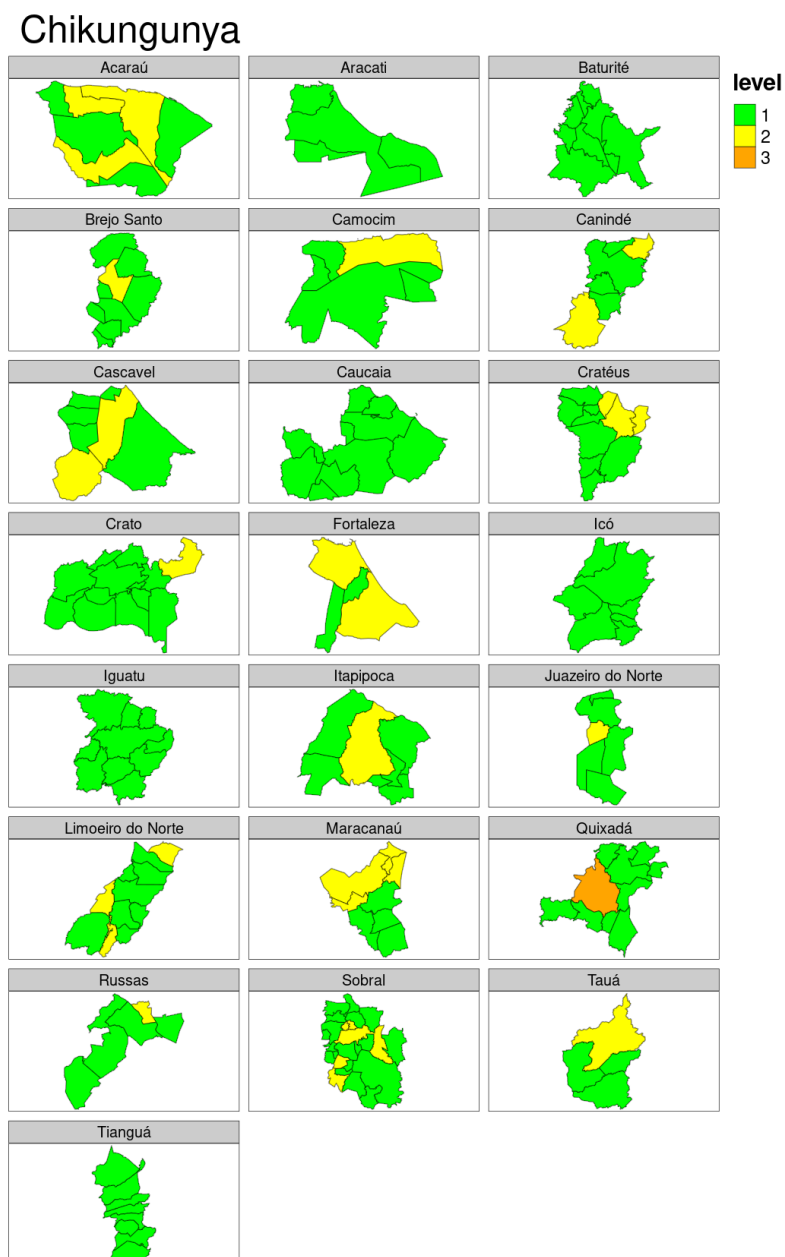 Chikungunya
Acaraú
Aracati
Baturité
level
1
2
3
Brejo Santo
Camocim
Canindé
Cascavel
Caucaia
Cratéus
Crato
Fortaleza
Icó
Iguatu
Itapipoca
Juazeiro do Norte
Limoeiro do Norte
Maracanaú
Quixadá
Russas
Sobral
Tauá
Tianguá